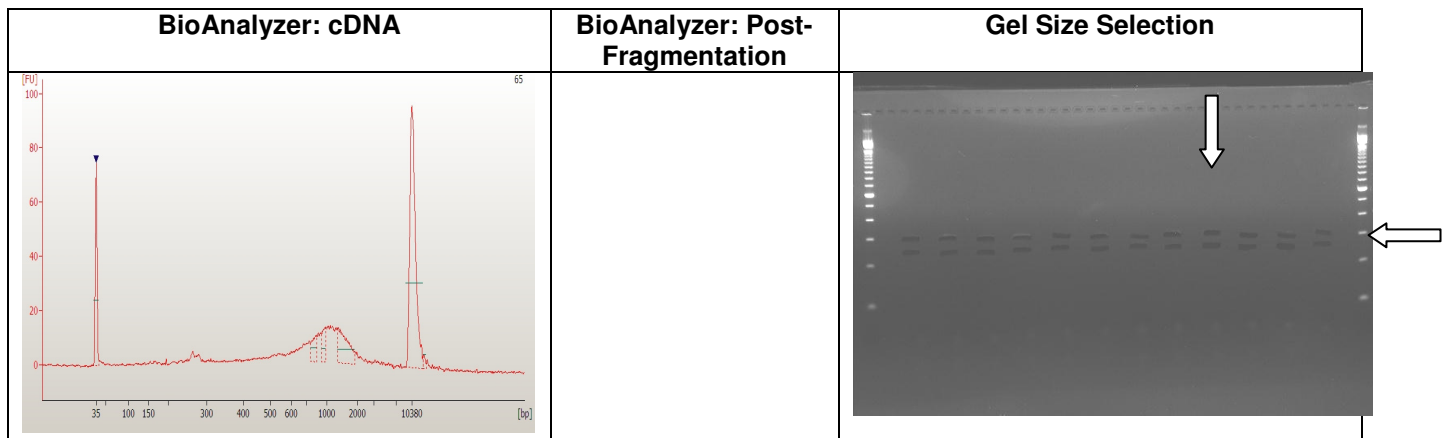 BioAnalyzer: cDNA
BioAnalyzer: Post-
Fragmentation
Gel Size Selection
[FU]
65
100
80
60
40
20
0
35 100 150 300 400 500 600 1000 2000 10380 [bp]